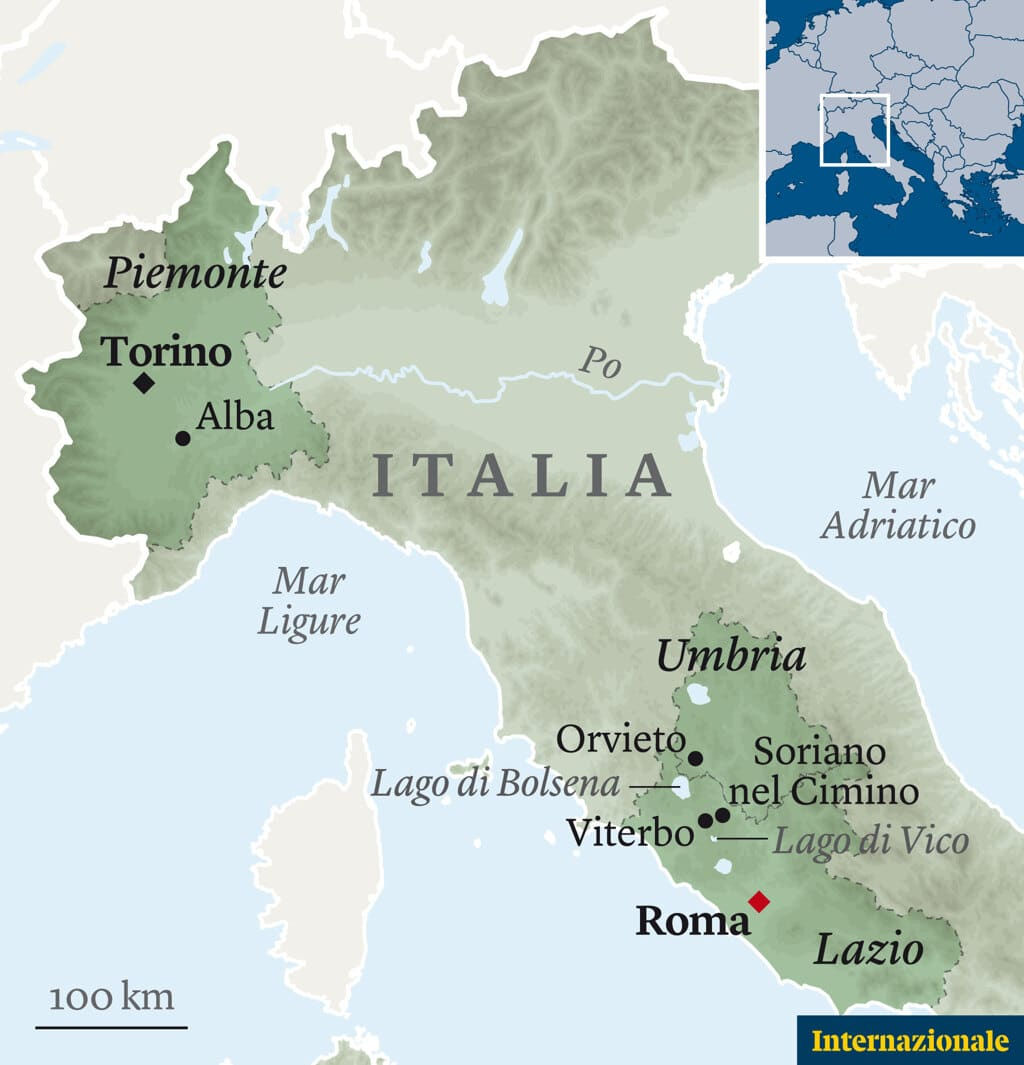 Piemonte
Torino
Alba
Po
ITALIA
Mar
Adriatico
Mar
Ligure
Umbria
Orvieto
Soriano
nel Cimino
Lago di Bolsena
Viterbo
Lago di Vico
Roma
Lazio
100 km
Internazionale